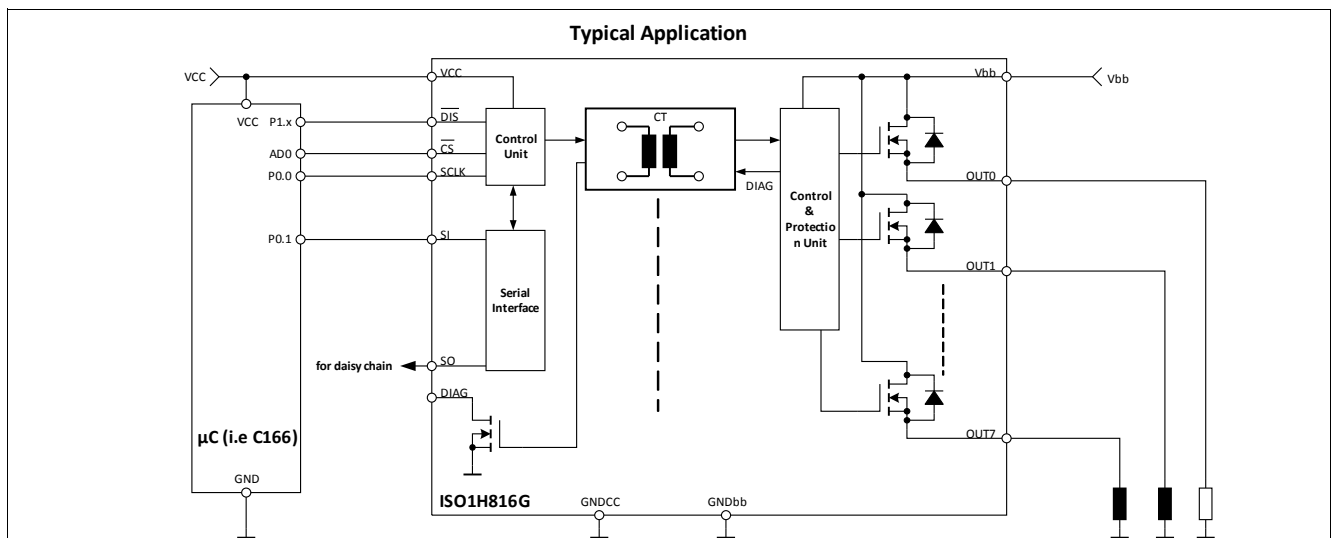 Typical Application
VCC
VCC
Vbb
Vbb
VCC
P1.x
DIS
AD0
CS
P0.0
SCLK
Control
Unit
CT
DIAG
OUT0
P0.1
SI
Control
&
Protectio
n Unit
OUT1
Serial
Interface
for daisy chain
SO
DIAG
µC (i.e C166)
OUT7
GND
ISO1H816G
GNDCC
GNDbb